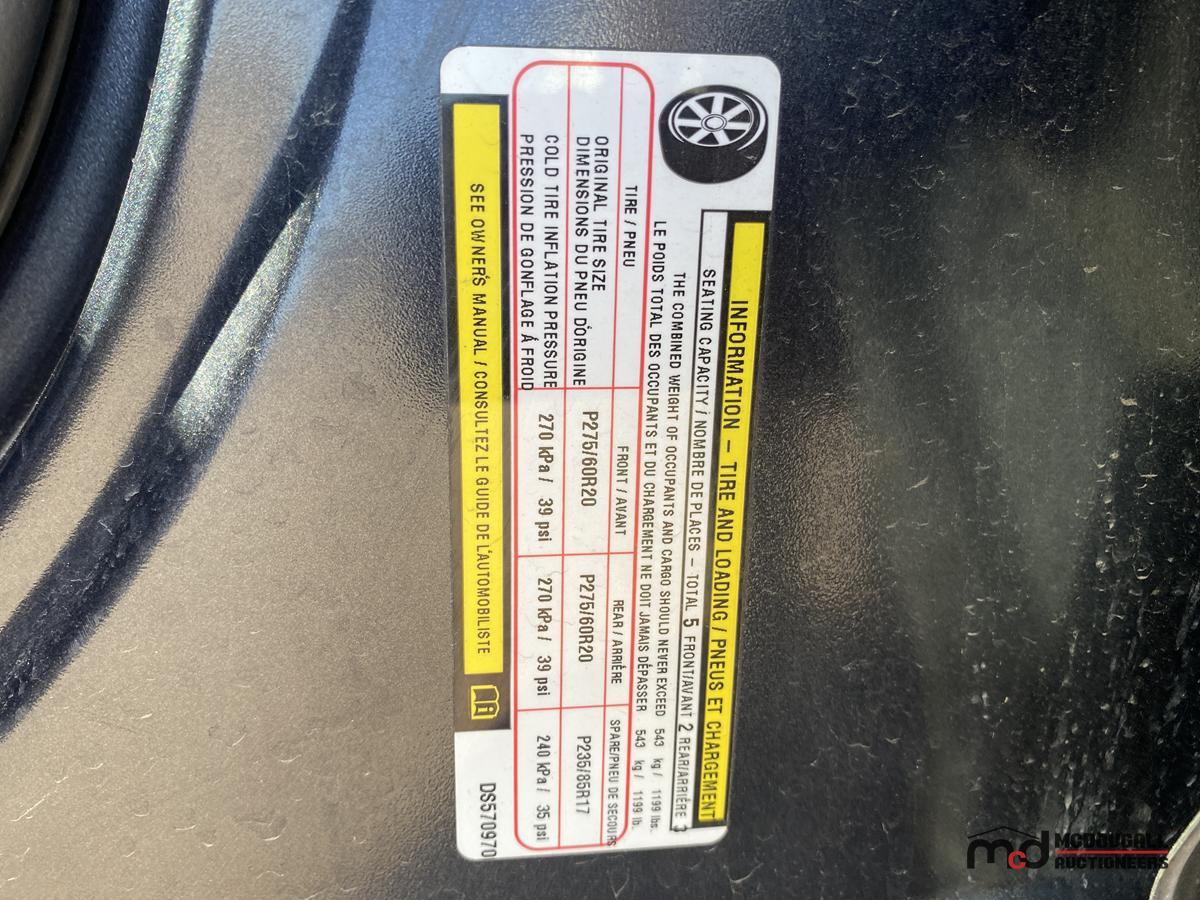 INFORMATION – TIRE AND LOADING / PNEUS ET CHARGEMENT
SEATING CAPACITY / NOMBRE DE PLACES – TOTAL 5 FRONT/AVANT 2 REAR/ARRIÈRE 3
THE COMBINED WEIGHT OF OCCUPANTS AND CARGO SHOULD NEVER EXCEED 543 kg / 1199 lbs.
LE POIDS TOTAL DES OCCUPANTS ET DU CHARGEMENT NE DOIT JAMAIS DÉPASSER 543 kg / 1199 lb.
TIRE / PNEU FRONT / AVANT REAR / ARRIÈRE SPARE/PNEU DE SECOURS
ORIGINAL TIRE SIZE
DIMENSIONS DU PNEU D'ORIGINE P275/60R20 P275/60R20 P235/85R17
COLD TIRE INFLATION PRESSURE
PRESSION DE GONFLAGE Á FROID 270 kPa / 39 psi 270 kPa / 39 psi 240 kPa / 35 psi
SEE OWNER'S MANUAL / CONSULTEZ LE GUIDE DE L'AUTOMOBILISTE
DS570970
mcd MCDOUGALL
AUCTIONEERS